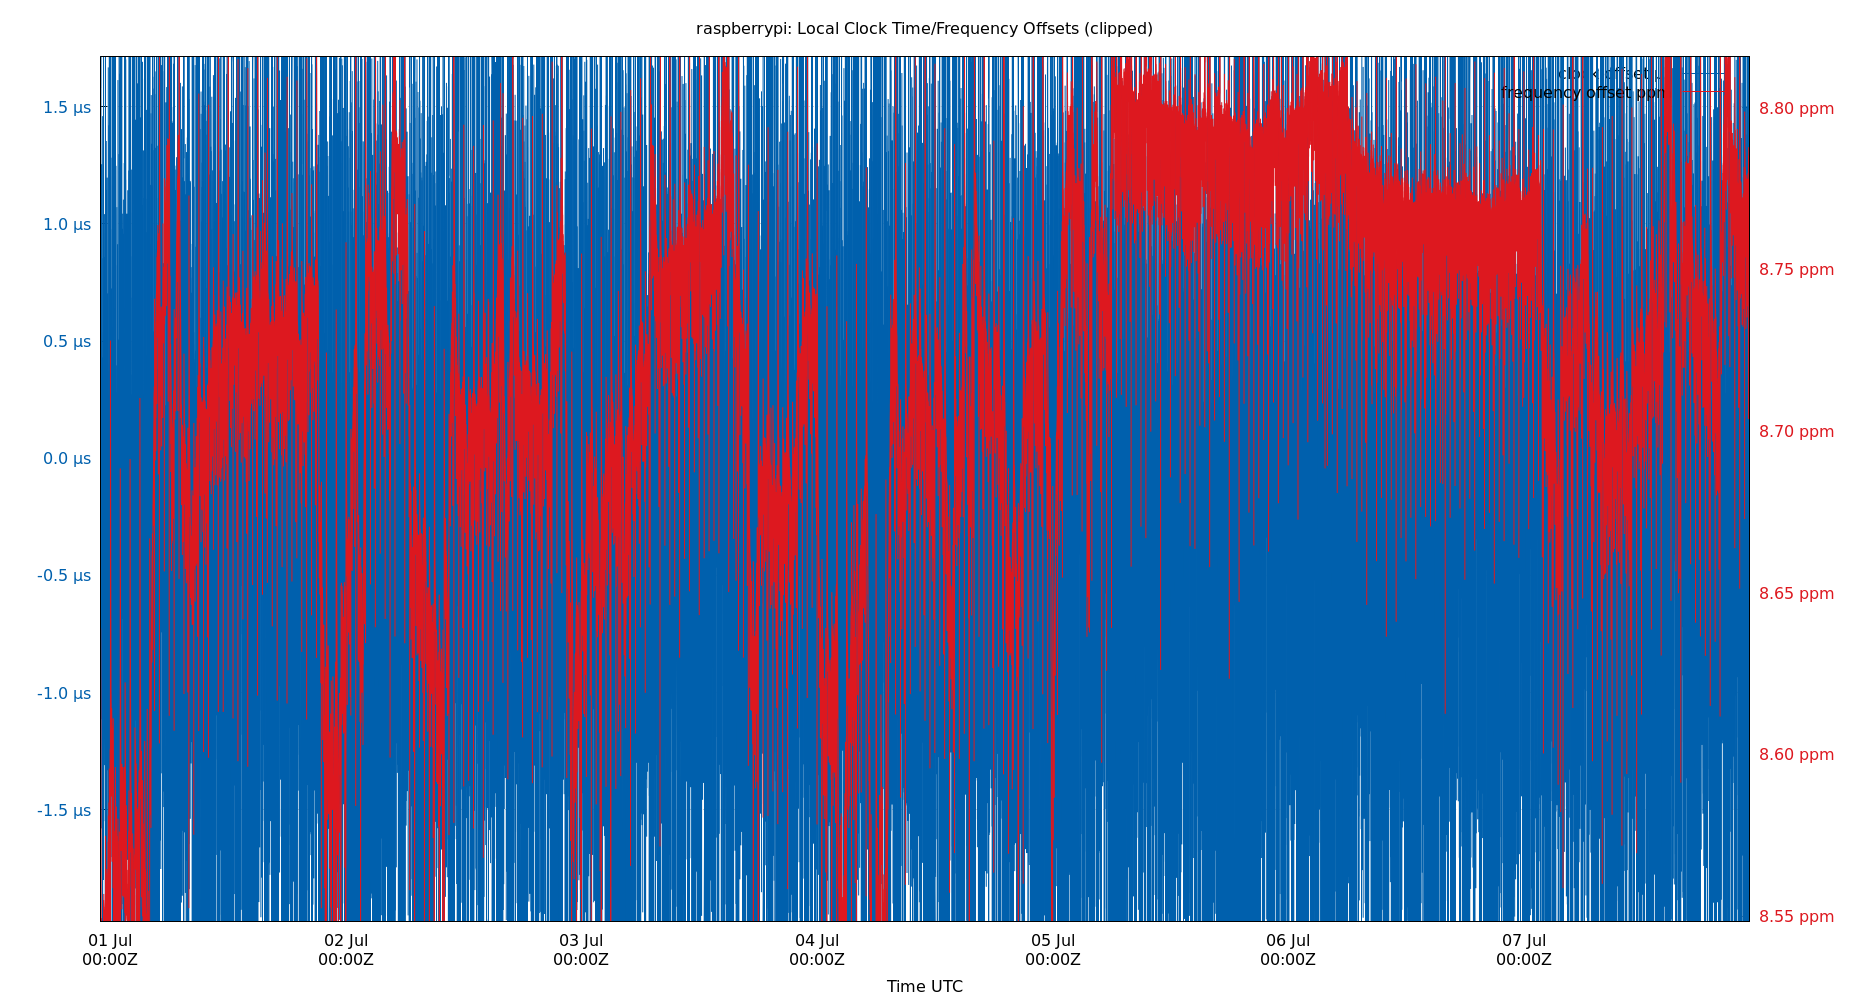 raspberrypi: Local Clock Time/Frequency Offsets (clipped)
clock offset
frequency offset ppm
1.5 µs
1.0 µs
0.5 µs
0.0 µs
-0.5 µs
-1.0 µs
-1.5 µs
8.80 ppm
8.75 ppm
8.70 ppm
8.65 ppm
8.60 ppm
8.55 ppm
01 Jul 02 Jul 03 Jul 04 Jul 05 Jul 06 Jul 07 Jul
00:00Z 00:00Z 00:00Z 00:00Z 00:00Z 00:00Z 00:00Z
Time UTC